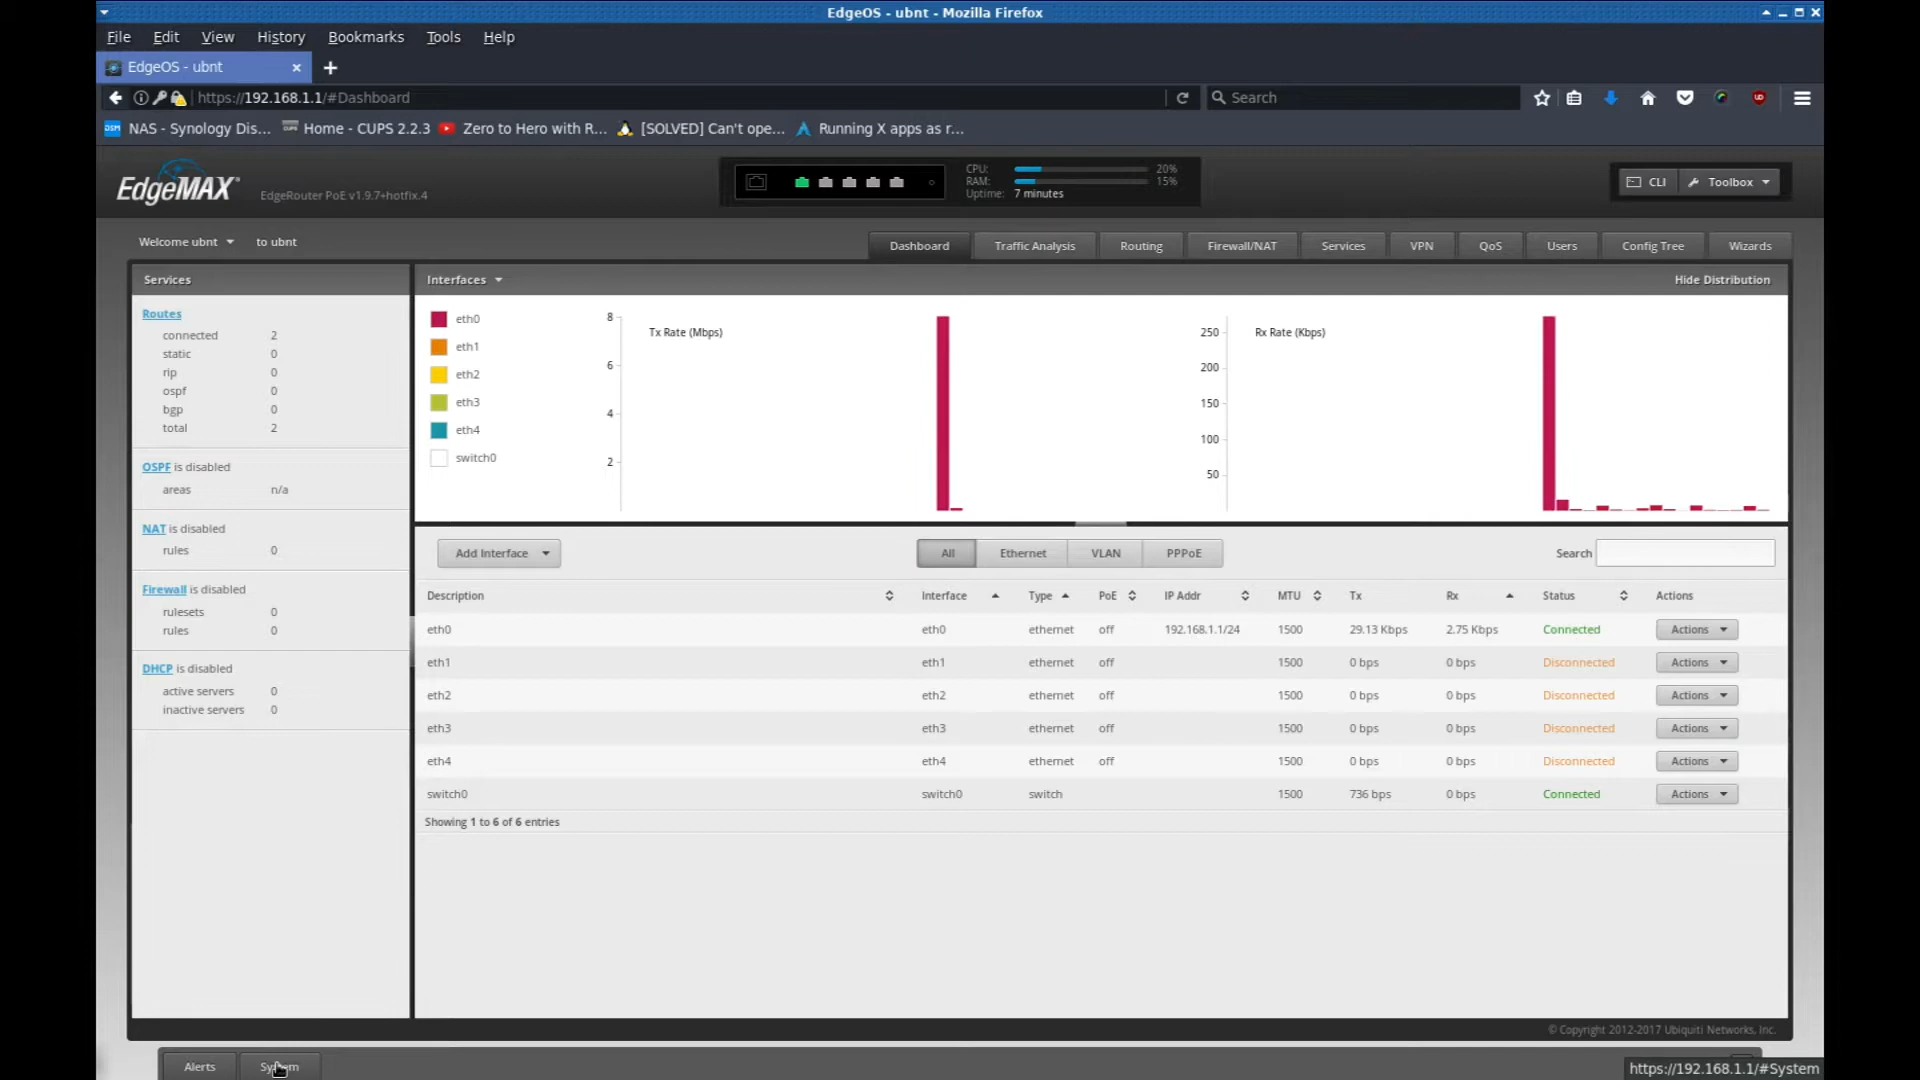 EdgeOS - ubnt - Mozilla Firefox
File Edit View History Bookmarks Tools Help
EdgeOS - ubnt
https://192.168.1.1/#Dashboard
Search
NAS - Synology Dis...
Home - CUPS 2.2.3
Zero to Hero with R...
[SOLVED] Can't ope...
Running X apps as r...
EdgeMAX
EdgeRouter PoE v1.9.7+hotfix.4
CPU: 20%
RAM: 15%
Uptime: 7 minutes
CLI
Toolbox
Welcome ubnt to ubnt
Dashboard Traffic Analysis Routing Firewall/NAT Services VPN QoS Users Config Tree Wizards
Services
Routes
connected 2
static 0
rip 0
ospf 0
bgp 0
total 2
OSPF is disabled
areas n/a
NAT is disabled
rules 0
Firewall is disabled
rulesets 0
rules 0
DHCP is disabled
active servers 0
inactive servers 0
Interfaces
Hide Distribution
eth0
eth1
eth2
eth3
eth4
switch0
Tx Rate (Mbps)
8
6
4
2
Rx Rate (Kbps)
250
200
150
100
50
Add Interface
All Ethernet VLAN PPPoE
Search
Description Interface Type PoE IP Addr MTU Tx Rx Status Actions
eth0 eth0 ethernet off 192.168.1.1/24 1500 29.13 Kbps 2.75 Kbps Connected Actions
eth1 eth1 ethernet off 1500 0 bps 0 bps Disconnected Actions
eth2 eth2 ethernet off 1500 0 bps 0 bps Disconnected Actions
eth3 eth3 ethernet off 1500 0 bps 0 bps Disconnected Actions
eth4 eth4 ethernet off 1500 0 bps 0 bps Disconnected Actions
switch0 switch0 switch 1500 736 bps 0 bps Connected Actions
Showing 1 to 6 of 6 entries
© Copyright 2012-2017 Ubiquiti Networks, Inc.
Alerts
System
https://192.168.1.1/#System